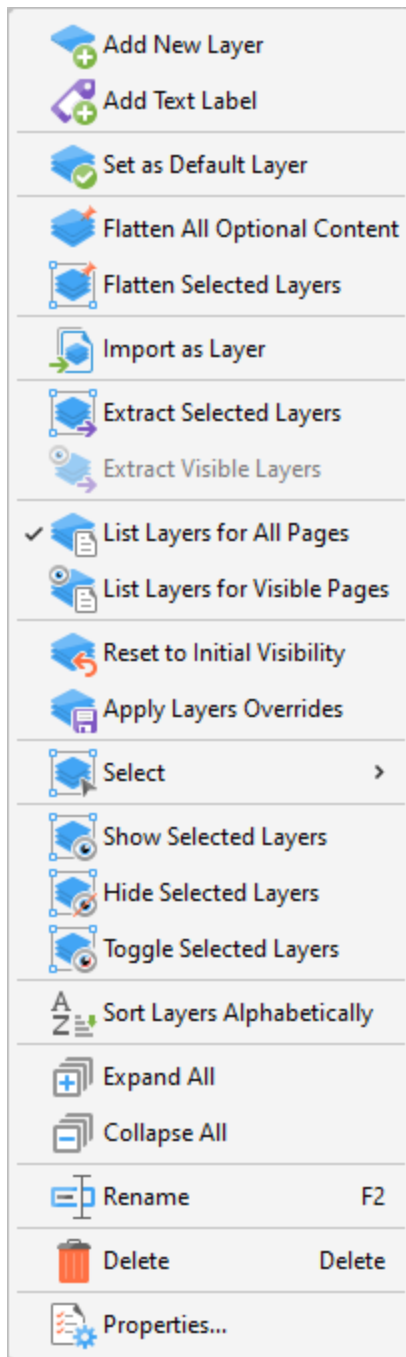 Add New Layer
Add Text Label
Set as Default Layer
Flatten All Optional Content
Flatten Selected Layers
Import as Layer
Extract Selected Layers
Extract Visible Layers
List Layers for All Pages
List Layers for Visible Pages
Reset to Initial Visibility
Apply Layers Overrides
Select
Show Selected Layers
Hide Selected Layers
Toggle Selected Layers
Sort Layers Alphabetically
Expand All
Collapse All
Rename F2
Delete Delete
Properties...